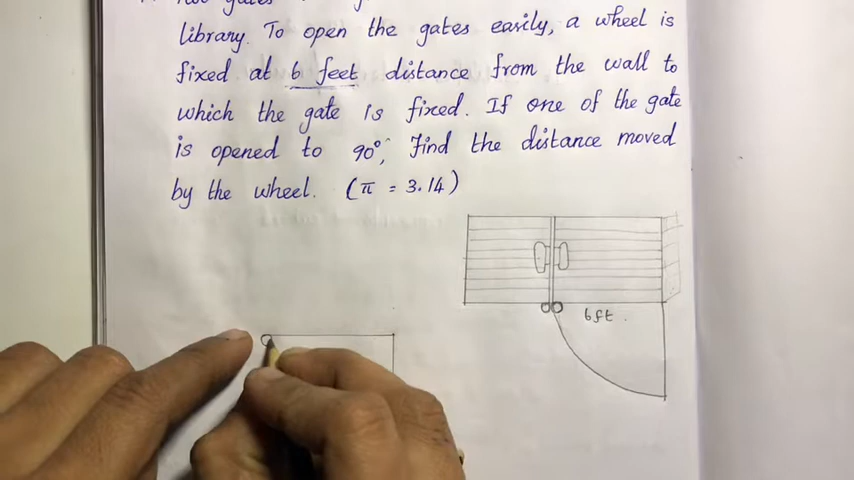 library. To open the gates easily, a wheel is
fixed at 6 feet distance from the wall to
which the gate is fixed. If one of the gate
is opened to 90°, Find the distance moved
by the wheel. (π = 3.14)
6ft.